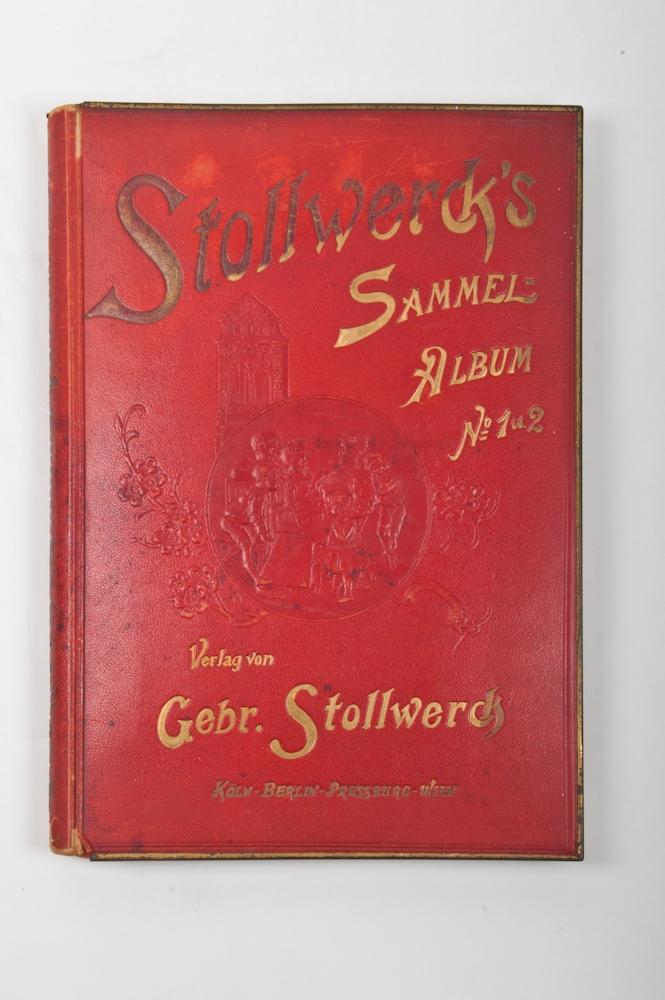 Stollwerck's
SAMMEL-
ALBUM
No 1 u. 2
Verlag von
Gebr. Stollwerck
KÖLN - BERLIN - PRESSBURG - WIEN